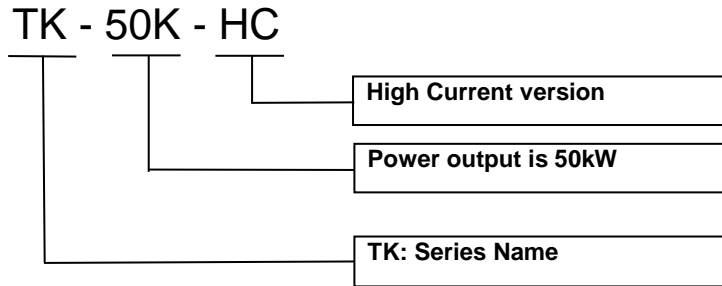 TK - 50K - HC
High Current version
Power output is 50kW
TK: Series Name